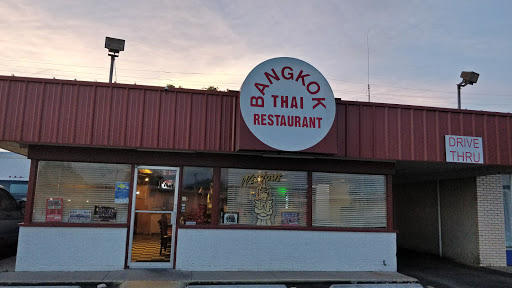 BANGKOK
THAI
RESTAURANT
DRIVE
THRU